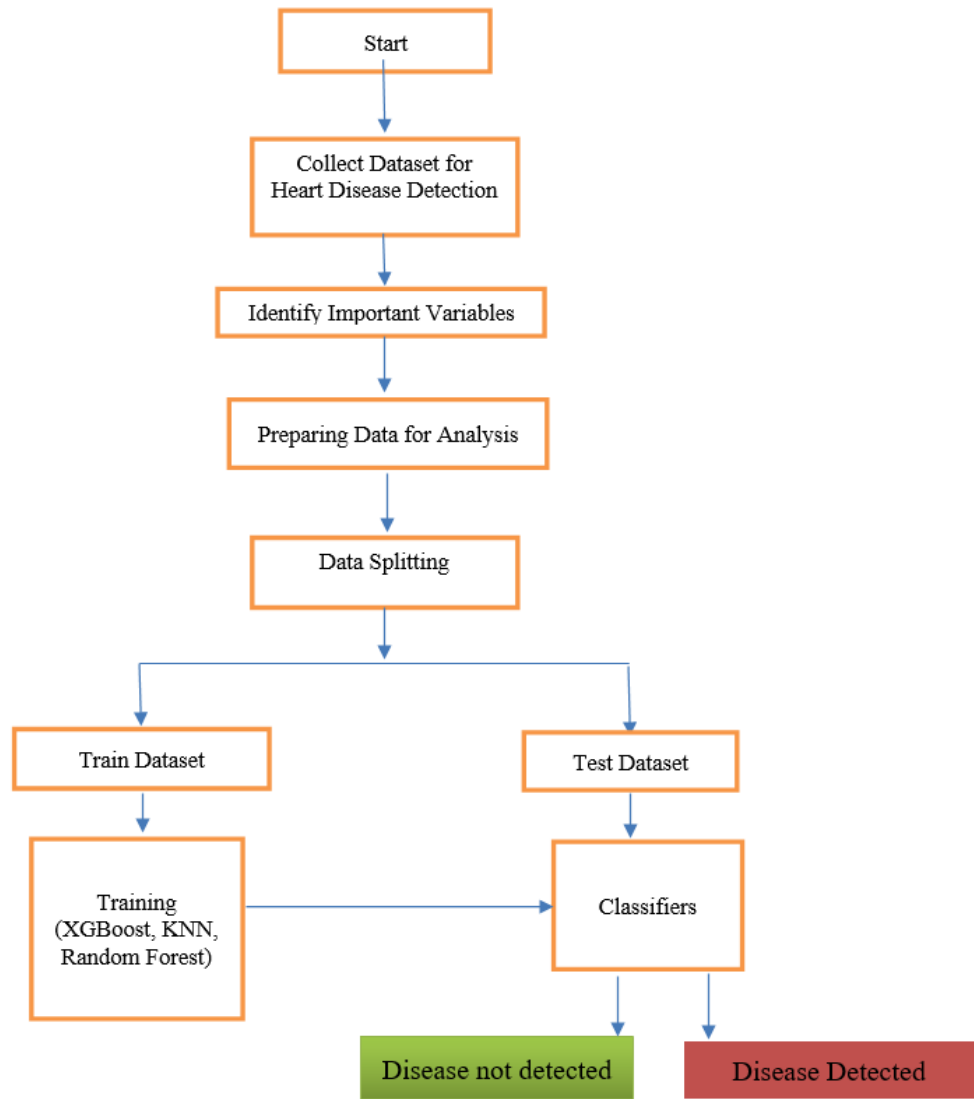 Start
Collect Dataset for
Heart Disease Detection
Identify Important Variables
Preparing Data for Analysis
Data Splitting
Train Dataset
Test Dataset
Training
(XGBoost, KNN,
Random Forest)
Classifiers
Disease not detected
Disease Detected